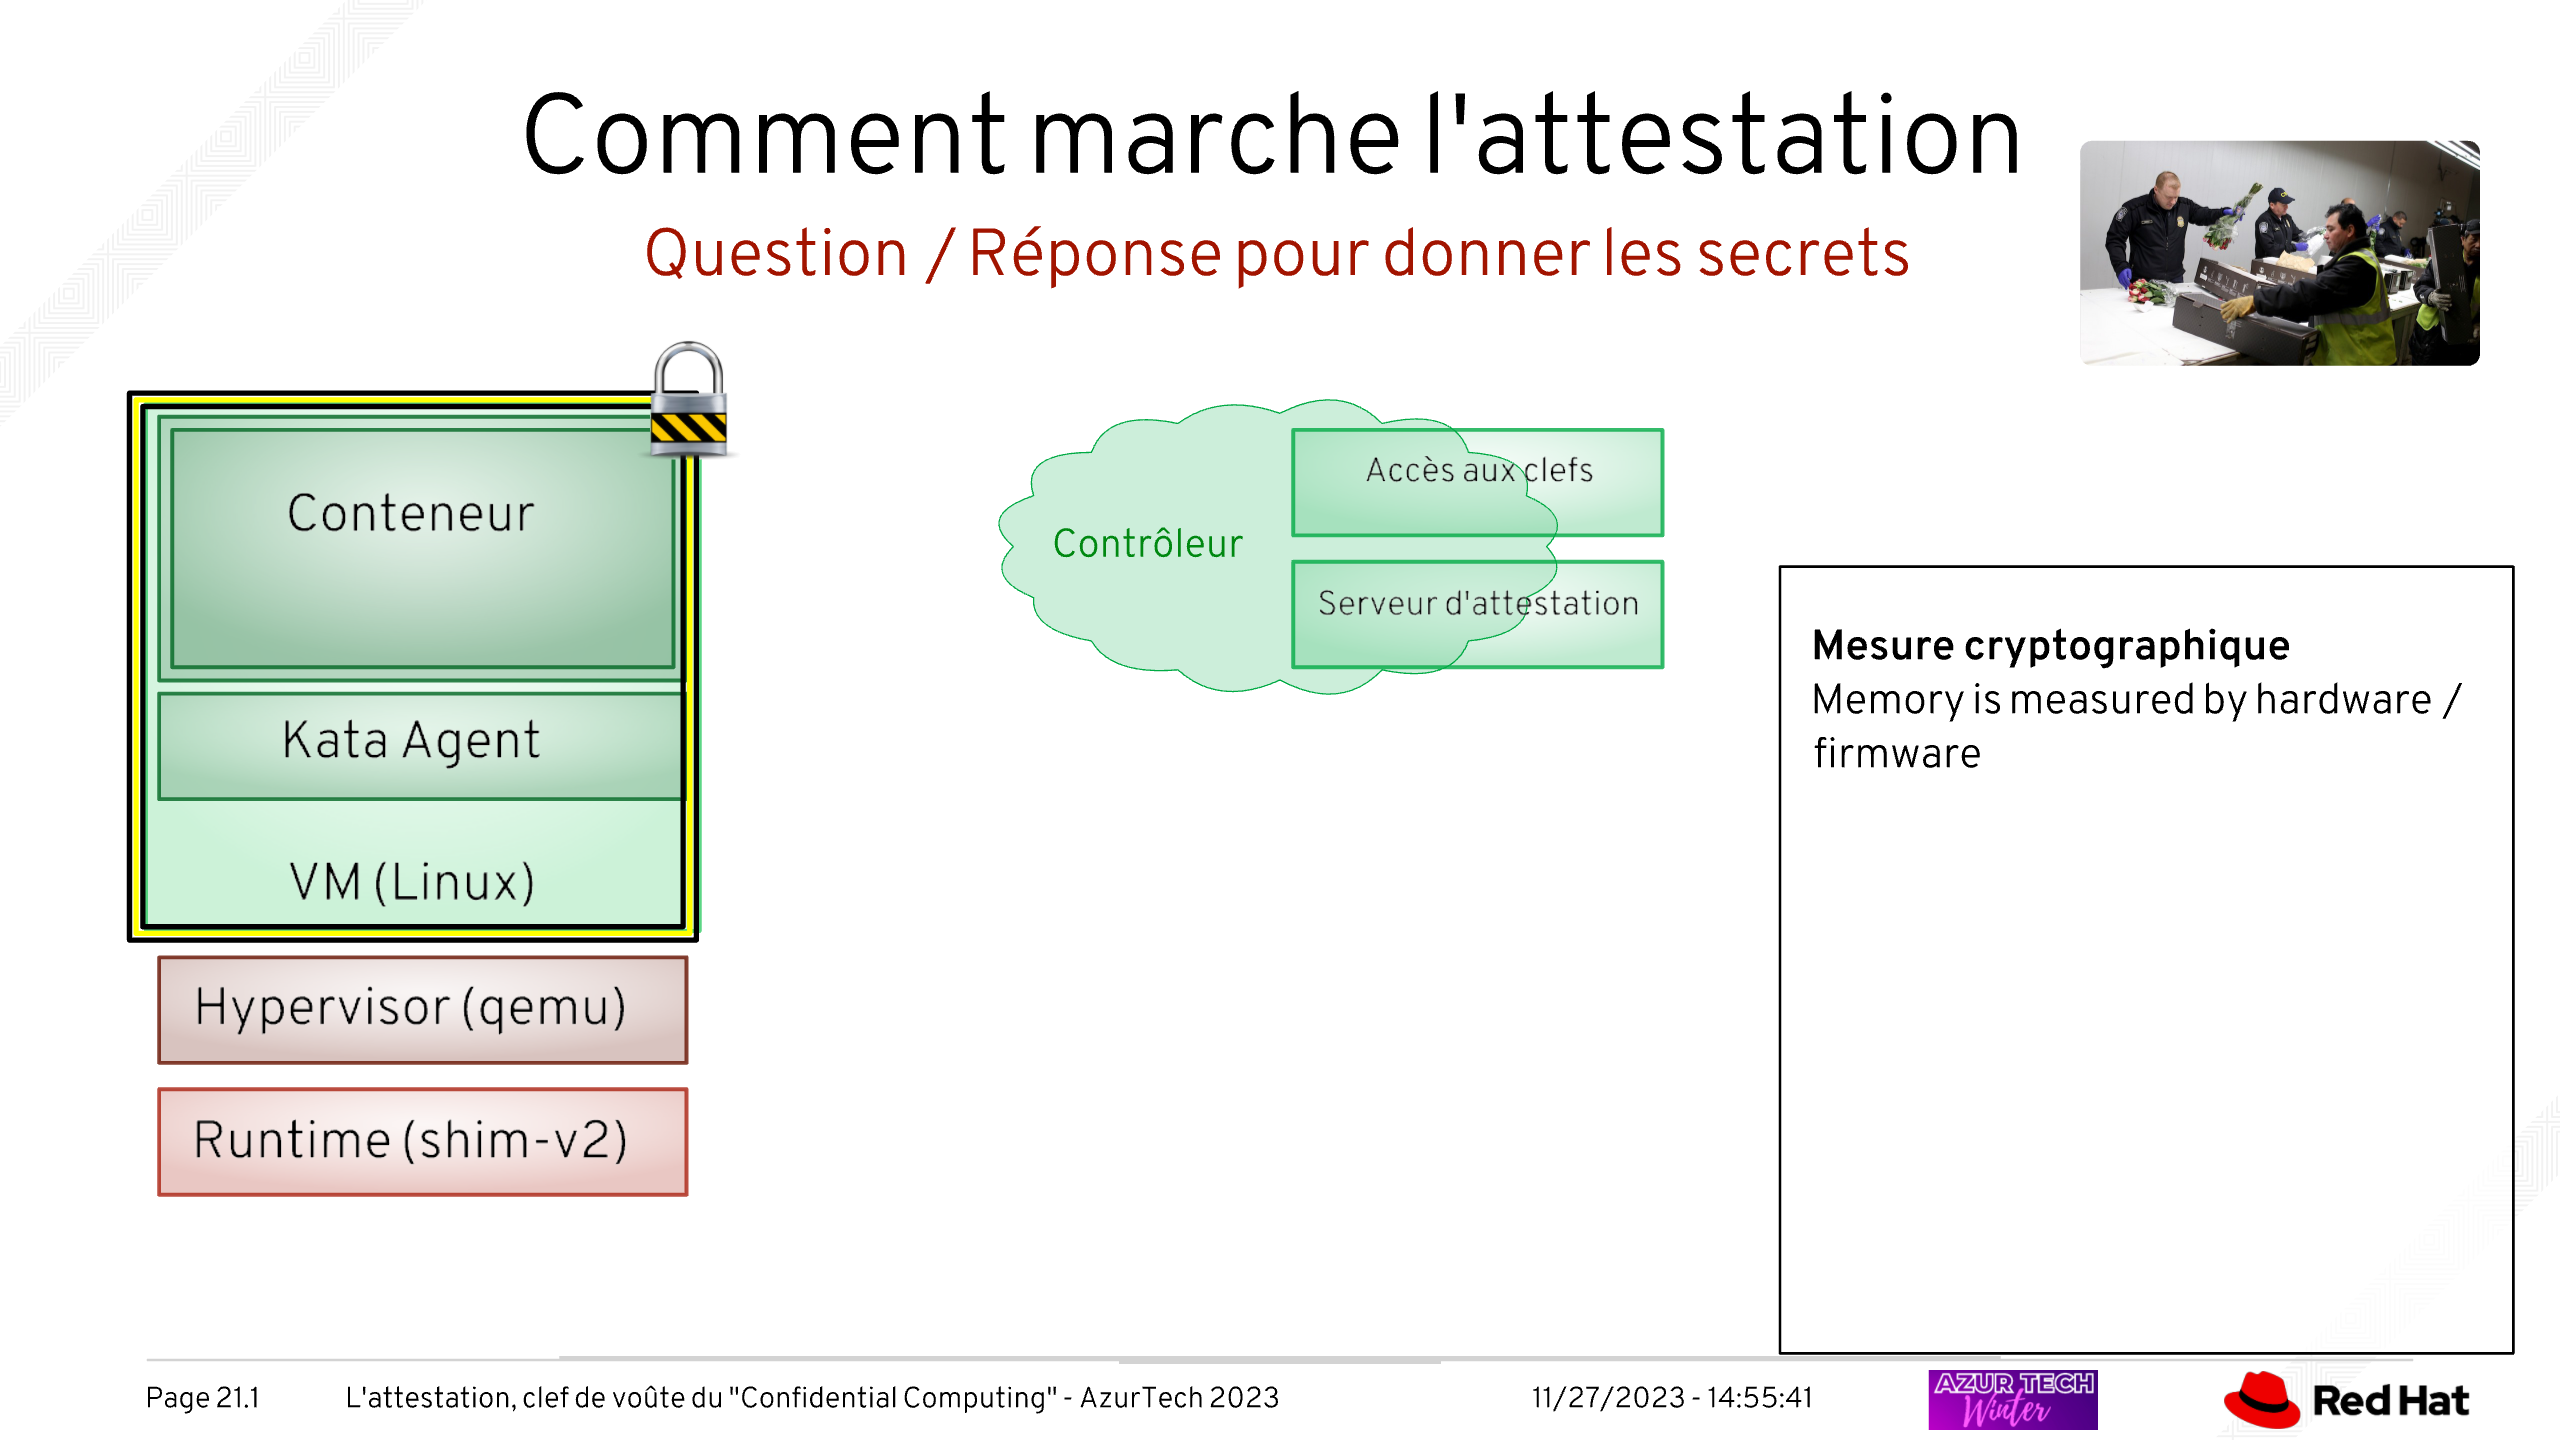 Comment marche l'attestation
Question / Réponse pour donner les secrets
Conteneur
Kata Agent
VM (Linux)
Hypervisor (qemu)
Runtime (shim-v2)
Contrôleur
Accès aux clefs
Serveur d'attestation
Mesure cryptographique
Memory is measured by hardware /
firmware
Page 21.1
L'attestation, clef de voûte du "Confidential Computing" - AzurTech 2023
11/27/2023 - 14:55:41
AZUR TECH
Winter
Red Hat